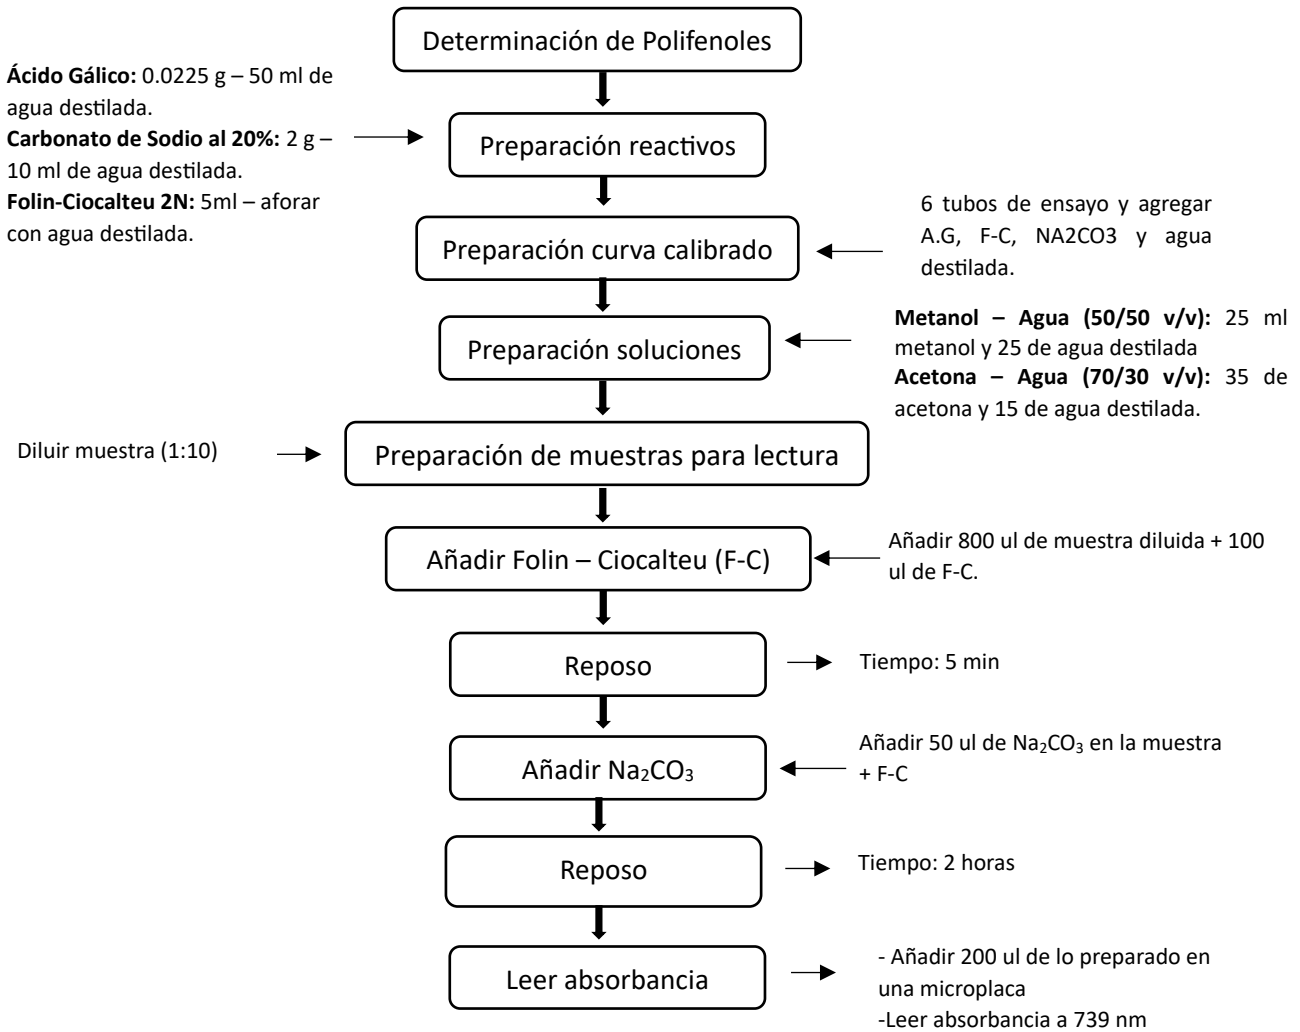 Determinación de Polifenoles
Ácido Gálico: 0.0225 g – 50 ml de
agua destilada.
Carbonato de Sodio al 20%: 2 g –
10 ml de agua destilada.
Folin-Ciocalteu 2N: 5ml – aforar
con agua destilada.
Preparación reactivos
6 tubos de ensayo y agregar
A.G, F-C, NA2CO3 y agua
destilada.
Preparación curva calibrado
Metanol – Agua (50/50 v/v): 25 ml
metanol y 25 de agua destilada
Acetona – Agua (70/30 v/v): 35 de
acetona y 15 de agua destilada.
Preparación soluciones
Diluir muestra (1:10)
Preparación de muestras para lectura
Añadir Folin – Ciocalteu (F-C)
Añadir 800 ul de muestra diluida + 100
ul de F-C.
Reposo
Tiempo: 5 min
Añadir Na₂CO₃
Añadir 50 ul de Na₂CO₃ en la muestra
+ F-C
Reposo
Tiempo: 2 horas
Leer absorbancia
- Añadir 200 ul de lo preparado en
una microplaca
-Leer absorbancia a 739 nm